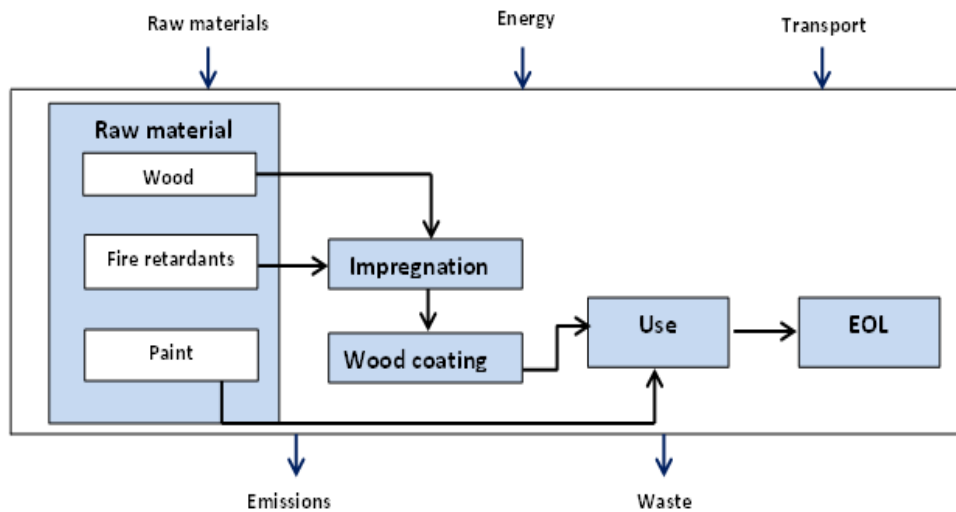 Raw materials
Energy
Transport
Raw material
Wood
Fire retardants
Impregnation
Paint
Wood coating
Use
EOL
Emissions
Waste